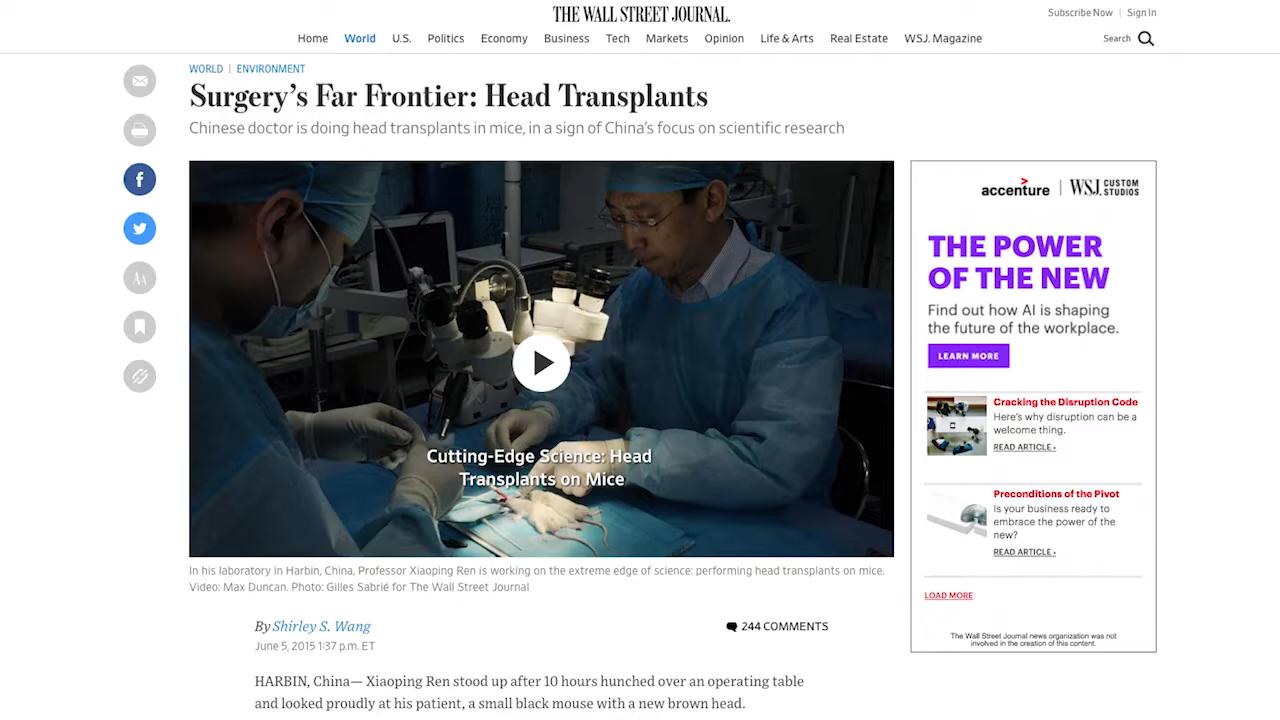 THE WALL STREET JOURNAL.
Subscribe Now | Sign In
Home World U.S. Politics Economy Business Tech Markets Opinion Life & Arts Real Estate WSJ. Magazine
Search
WORLD | ENVIRONMENT
Surgery's Far Frontier: Head Transplants
Chinese doctor is doing head transplants in mice, in a sign of China's focus on scientific research
f
AA
Cutting-Edge Science: Head
Transplants on Mice
In his laboratory in Harbin, China, Professor Xiaoping Ren is working on the extreme edge of science: performing head transplants on mice.
Video: Max Duncan. Photo: Gilles Sabrié for The Wall Street Journal
By Shirley S. Wang
244 COMMENTS
June 5, 2015 1:37 p.m. ET
HARBIN, China— Xiaoping Ren stood up after 10 hours hunched over an operating table
and looked proudly at his patient, a small black mouse with a new brown head.
accenture | WSJ. CUSTOM
STUDIOS
THE POWER
OF THE NEW
Find out how AI is shaping
the future of the workplace.
LEARN MORE
Cracking the Disruption Code
Here's why disruption can be a
welcome thing.
READ ARTICLE ›
Preconditions of the Pivot
Is your business ready to
embrace the power of the
new?
READ ARTICLE ›
LOAD MORE
The Wall Street Journal news organization was not
involved in the creation of this content.